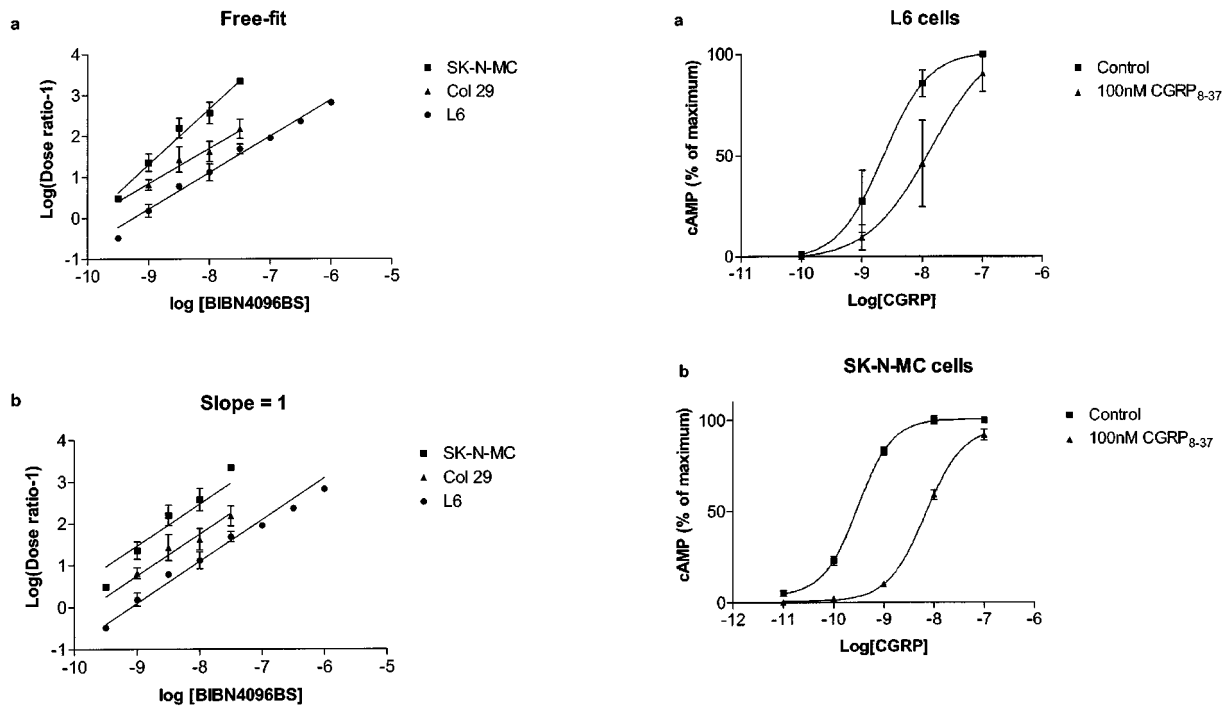 a
Free-fit
Log(Dose ratio-1)
4
3
2
1
0
-1
-10 -9 -8 -7 -6 -5
log [BIBN4096BS]
SK-N-MC
Col 29
L6
b
Slope = 1
Log(Dose ratio-1)
4
3
2
1
0
-1
-10 -9 -8 -7 -6 -5
log [BIBN4096BS]
SK-N-MC
Col 29
L6
a
L6 cells
cAMP (% of maximum)
100
50
0
-11 -10 -9 -8 -7 -6
Log[CGRP]
Control
100nM CGRP8-37
b
SK-N-MC cells
cAMP (% of maximum)
100
50
0
-12 -11 -10 -9 -8 -7 -6
Log[CGRP]
Control
100nM CGRP8-37